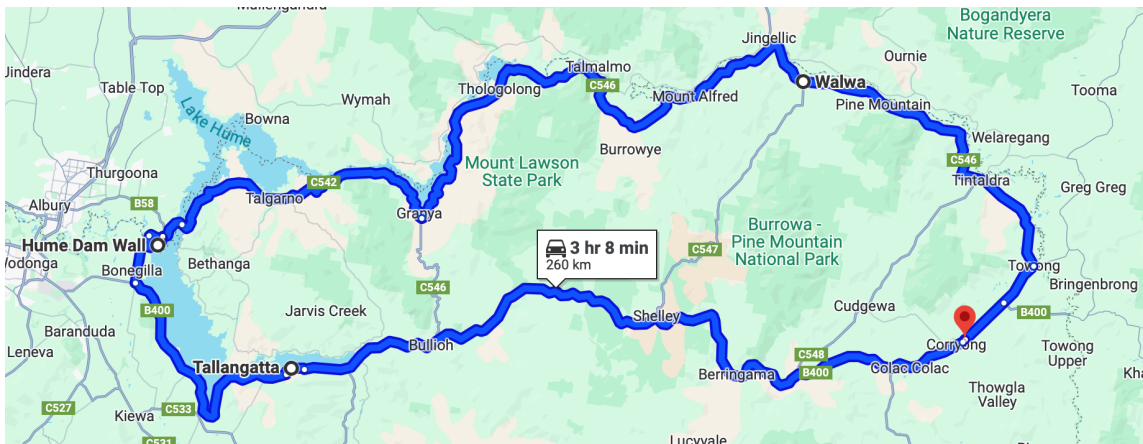 Mullengandra
Bogandyera
Nature Reserve
Jindera
Jingellic
Ournie
Table Top
Talmalmo
Walwa
C546
Tooma
Wymah
Thologolong
Mount Alfred
Pine Mountain
Lake Hume
Bowna
Welaregang
Burrowye
Thurgoona
Mount Lawson
State Park
C546
C542
Tintaldra
Greg Greg
Albury
B58
Talgarno
Granya
Burrowa -
Pine Mountain
National Park
Hume Dam Wall
3 hr 8 min
260 km
C547
Wodonga
Bonegilla
Bethanga
Towong
Bringenbrong
C546
B400
Jarvis Creek
Cudgewa
B400
Shelley
Baranduda
Bullioh
Corryong
Towong
Upper
Leneva
C548
B400
Tallangatta
Berringama
Colac Colac
Kha
Thowgla
Valley
C527
C533
Kiewa
C531
Lucyvale